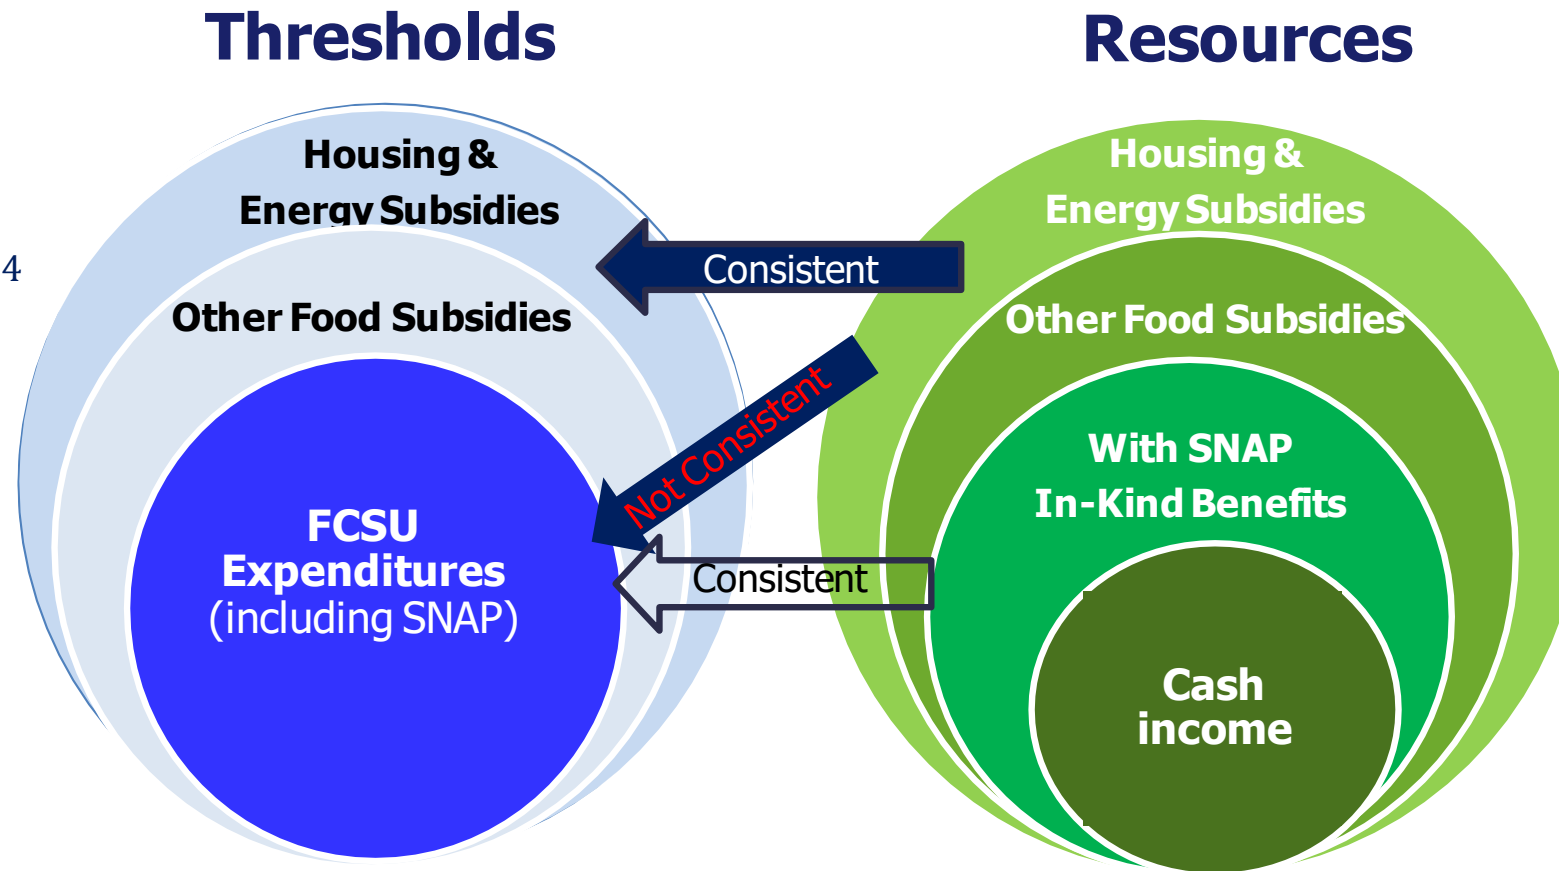 Thresholds
Resources
Housing &
Energy Subsidies
Other Food Subsidies
FCSU
Expenditures
(including SNAP)
4
Consistent
Not Consistent
Consistent
Housing &
Energy Subsidies
Other Food Subsidies
With SNAP
In-Kind Benefits
Cash
income